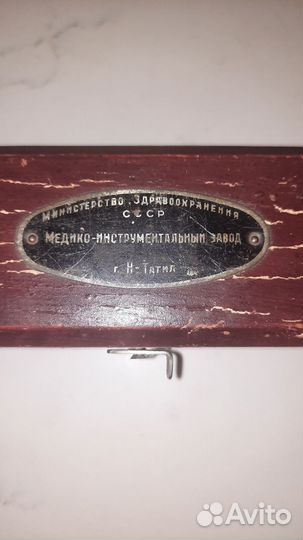 Министерство Здравоохранения
СССР
Медико-инструментальный завод
г. Н-Тагил
Avito